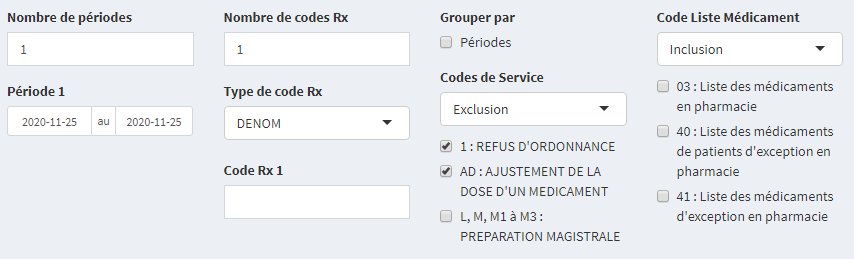 Nombre de périodes
1
Période 1
2020-11-25 au 2020-11-25
Nombre de codes Rx
1
Type de code Rx
DENOM
Code Rx 1
Grouper par
Périodes
Codes de Service
Exclusion
1 : REFUS D'ORDONNANCE
AD : AJUSTEMENT DE LA
DOSE D'UN MEDICAMENT
L, M, M1 à M3 :
PREPARATION MAGISTRALE
Code Liste Médicament
Inclusion
03 : Liste des médicaments
en pharmacie
40 : Liste des médicaments
de patients d'exception en
pharmacie
41 : Liste des médicaments
d'exception en pharmacie